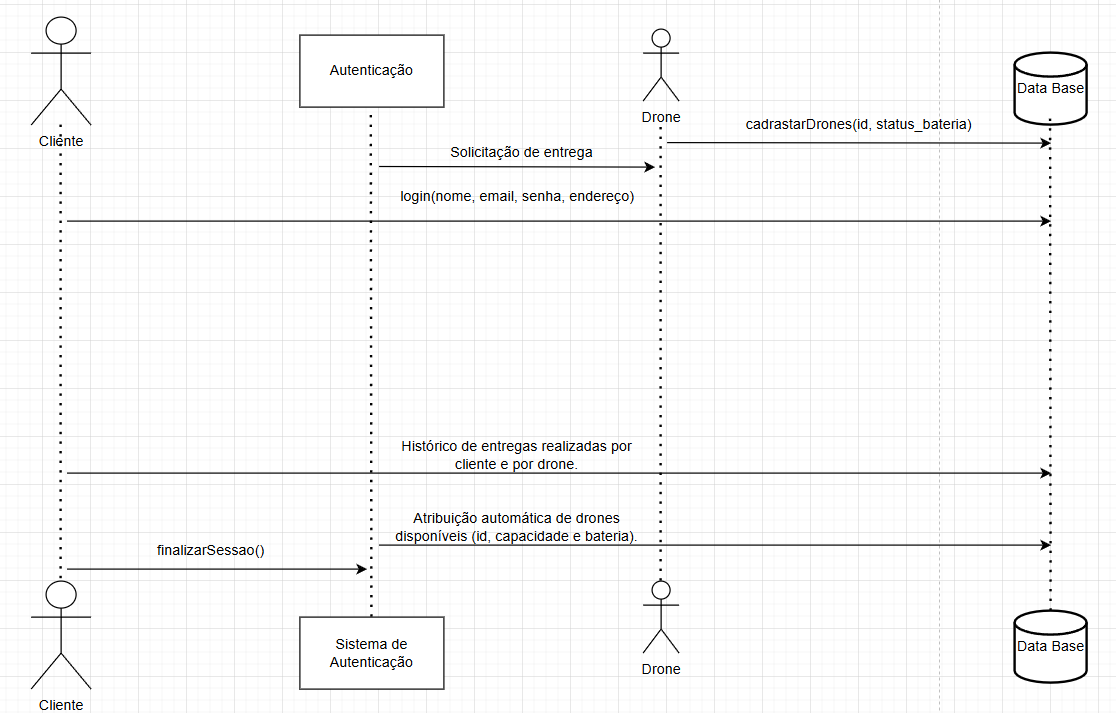 Cliente
Autenticação
Drone
Data Base
cadrastarDrones(id, status_bateria)
Solicitação de entrega
login(nome, email, senha, endereço)
Histórico de entregas realizadas por
cliente e por drone.
Atribuição automática de drones
disponíveis (id, capacidade e bateria).
finalizarSessao()
Cliente
Sistema de
Autenticação
Drone
Data Base